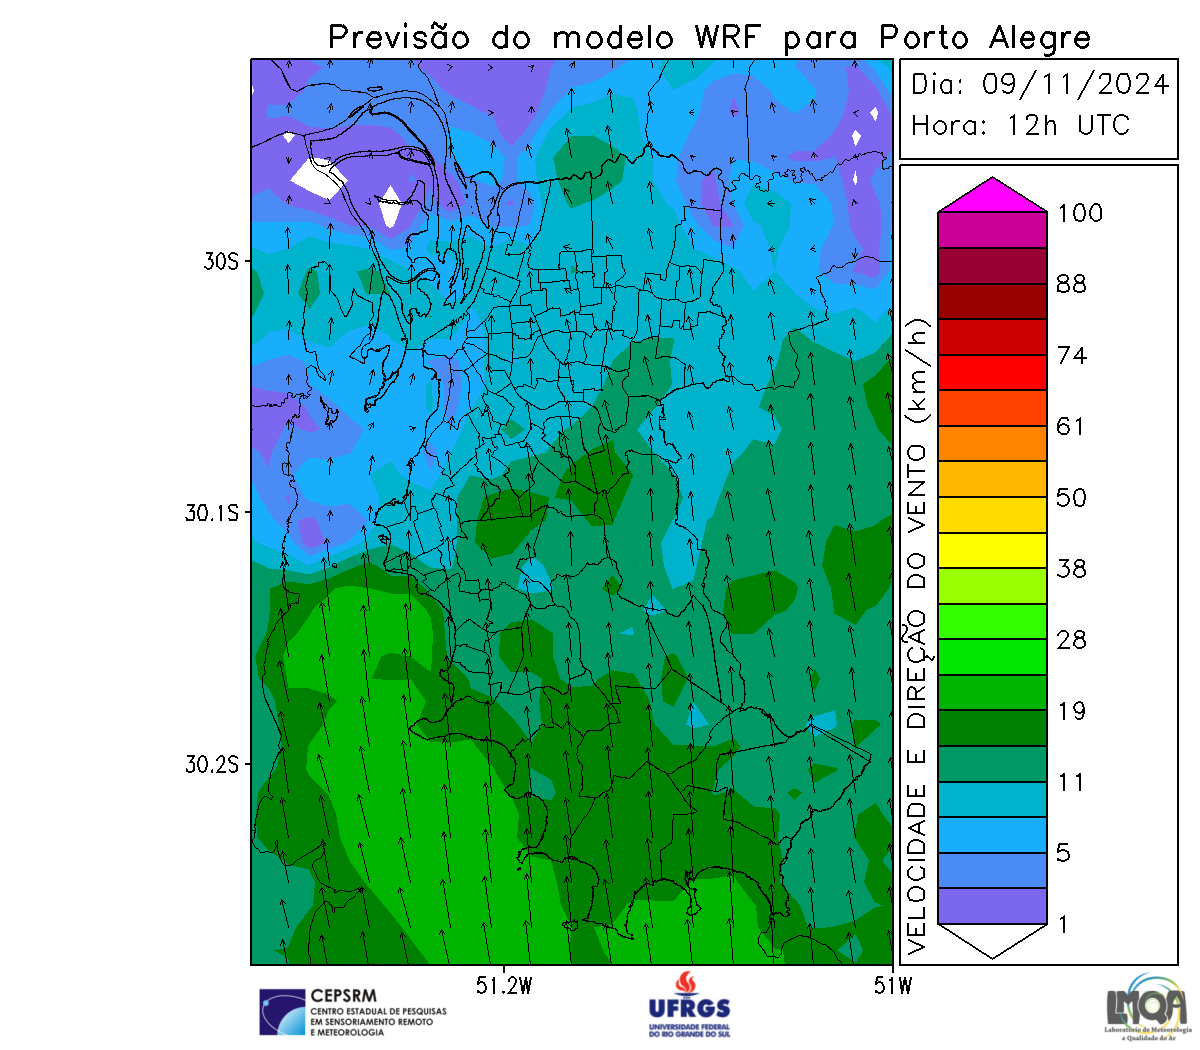 Previsão do modelo WRF para Porto Alegre
Dia: 09/11/2024
Hora: 12h UTC
30S
30.1S
30.2S
51.2W
51W
VELOCIDADE E DIREÇÃO DO VENTO (km/h)
100
88
74
61
50
38
28
19
11
5
1
CEPSRM
CENTRO ESTADUAL DE PESQUISAS
EM SENSORIAMENTO REMOTO
E METEOROLOGIA
UFRGS
UNIVERSIDADE FEDERAL
DO RIO GRANDE DO SUL
LMQA
Laboratório de Meteorologia
e Qualidade do Ar